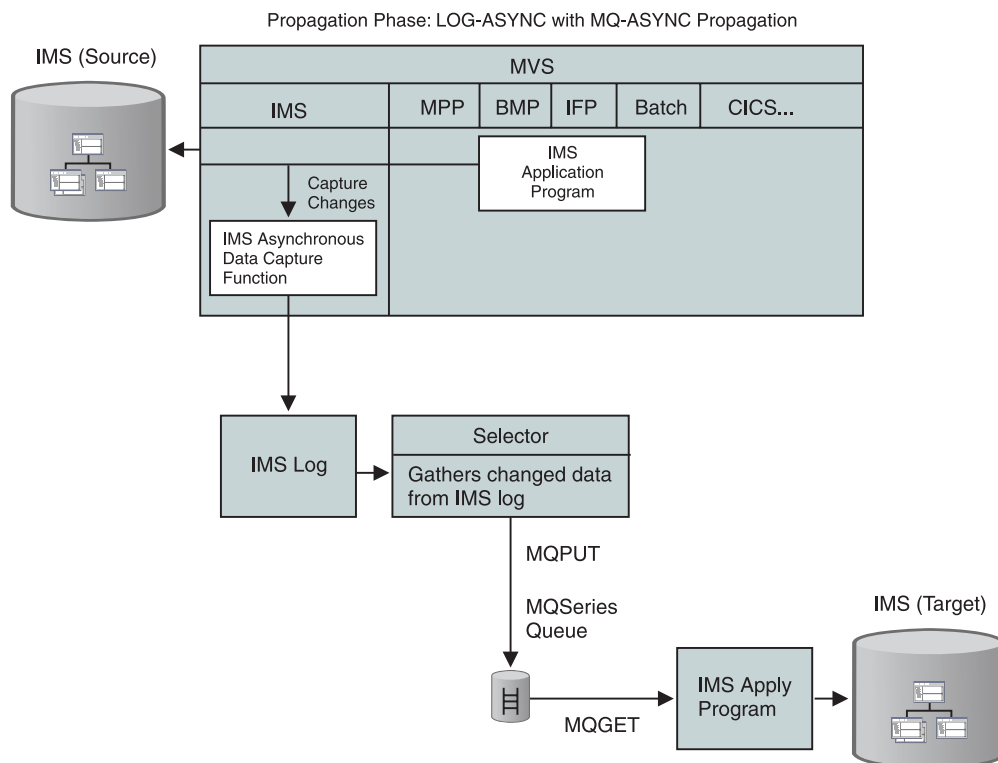 Propagation Phase: LOG-ASYNC with MQ-ASYNC Propagation
IMS (Source)
MVS
IMS
MPP
BMP
IFP
Batch
CICS...
IMS
Application
Program
Capture
Changes
IMS Asynchronous
Data Capture
Function
IMS Log
Selector
Gathers changed data
from IMS log
MQPUT
MQSeries
Queue
IMS (Target)
IMS Apply
Program
MQGET